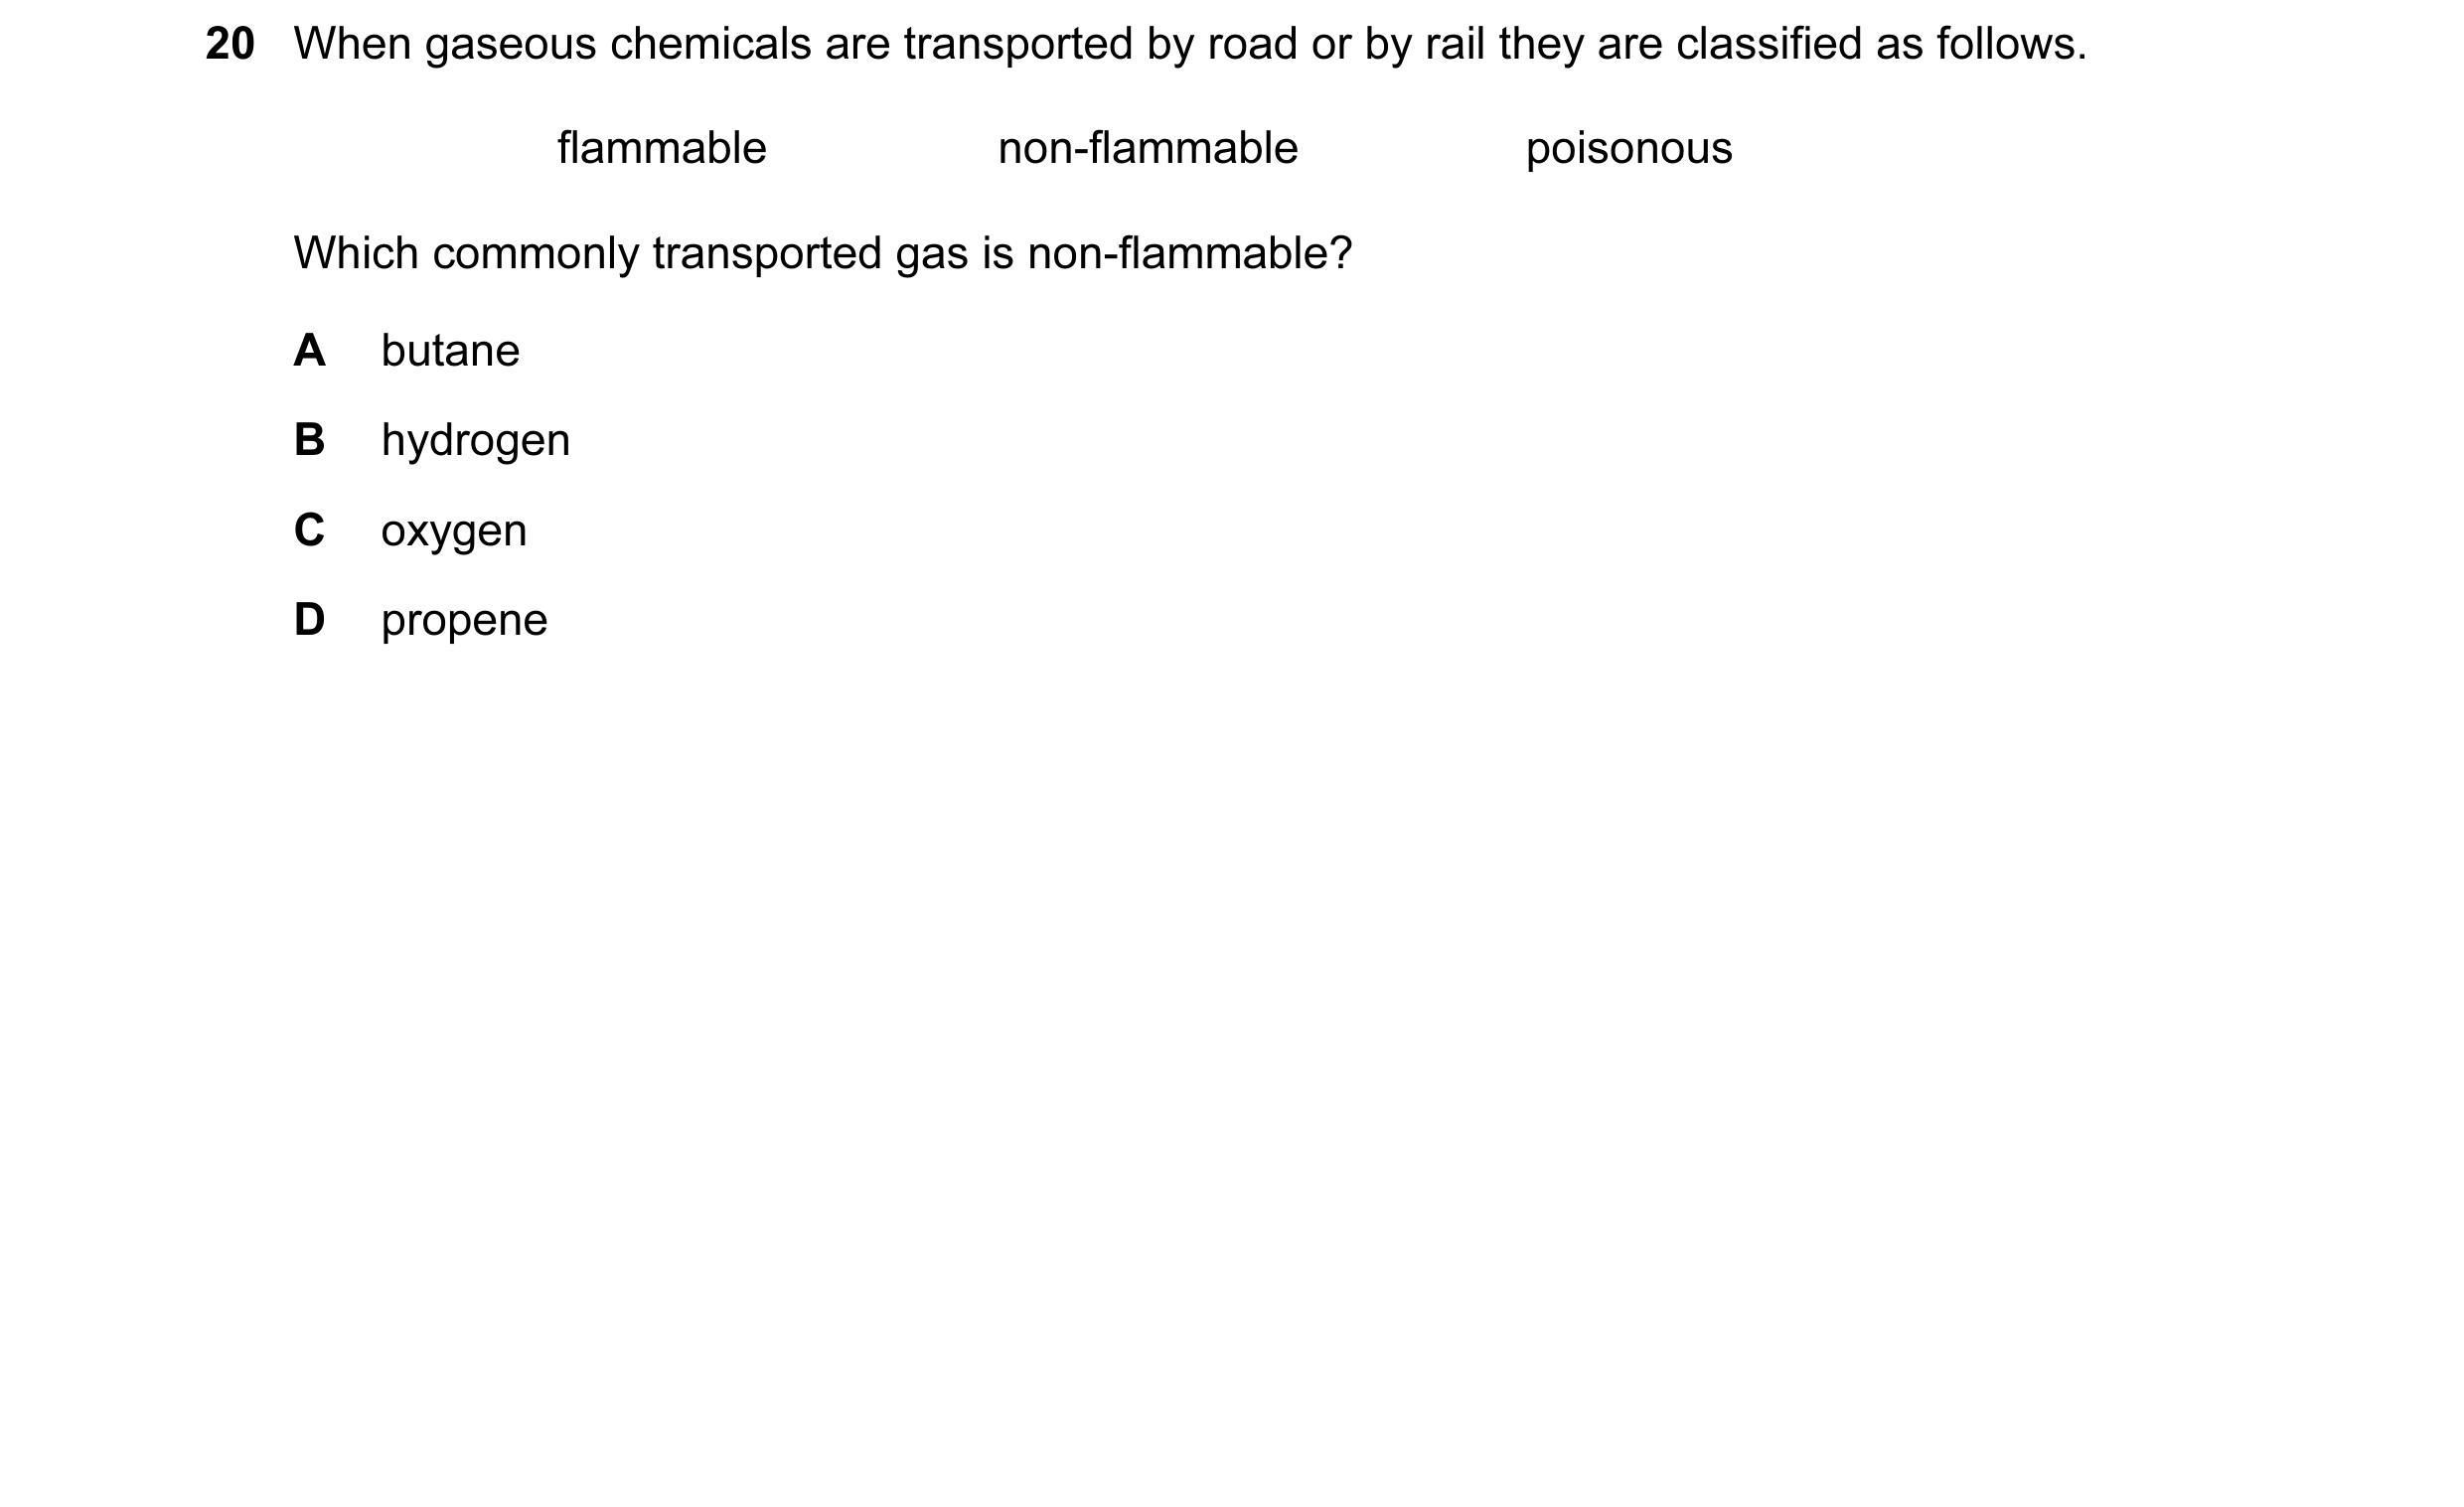 20 When gaseous chemicals are transported by road or by rail they are classified as follows.
flammable non-flammable poisonous
Which commonly transported gas is non-flammable?
A butane
B hydrogen
C oxygen
D propene